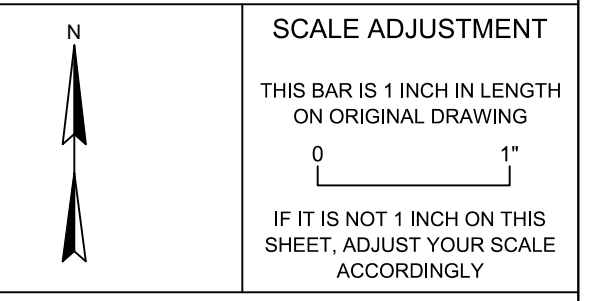 N
SCALE ADJUSTMENT
THIS BAR IS 1 INCH IN LENGTH
ON ORIGINAL DRAWING
0 1"
IF IT IS NOT 1 INCH ON THIS
SHEET, ADJUST YOUR SCALE
ACCORDINGLY